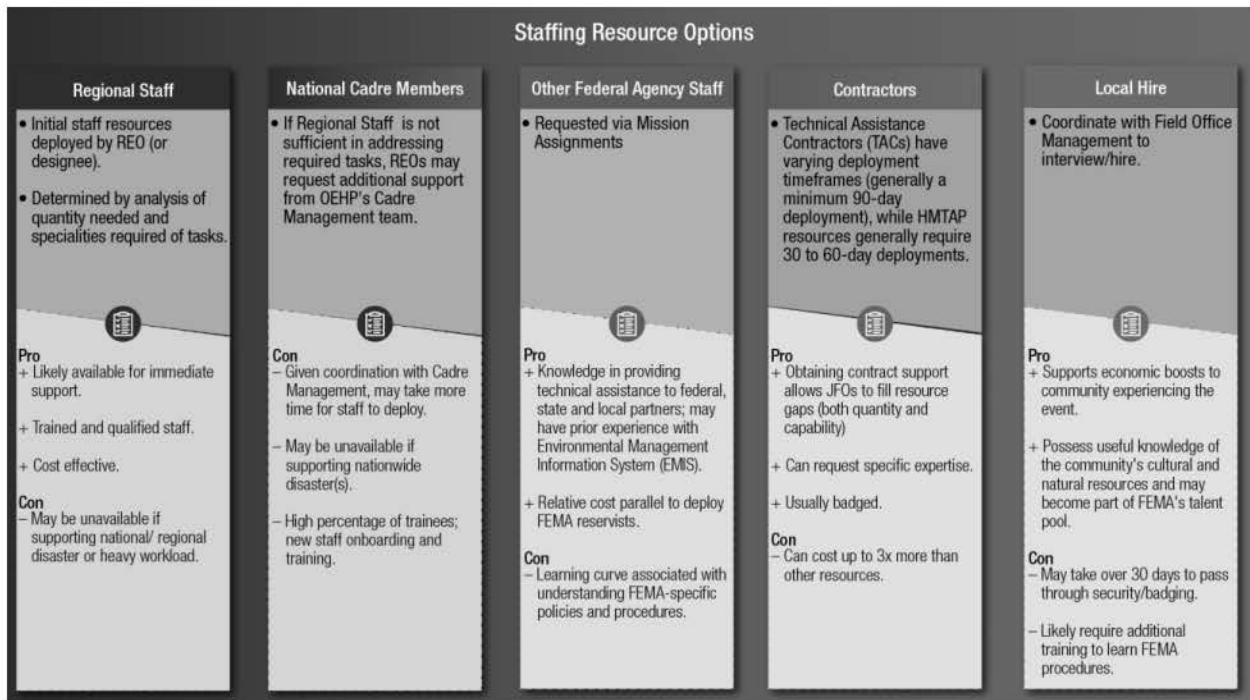 Staffing Resource Options
Regional Staff
• Initial staff resources
deployed by REO (or
designee).
• Determined by analysis of
quantity needed and
specialities required of tasks.
Pro
+ Likely available for immediate
support.
+ Trained and qualified staff.
+ Cost effective.
Con
– May be unavailable if
supporting national/ regional
disaster or heavy workload.
National Cadre Members
• If Regional Staff is not
sufficient in addressing
required tasks, REOs may
request additional support
from OEHP's Cadre
Management team.
Con
– Given coordination with Cadre
Management, may take more
time for staff to deploy.
– May be unavailable if
supporting nationwide
disaster(s).
– High percentage of trainees;
new staff onboarding and
training.
Other Federal Agency Staff
• Requested via Mission
Assignments
Pro
+ Knowledge in providing
technical assistance to federal,
state and local partners; may
have prior experience with
Environmental Management
Information System (EMIS).
+ Relative cost parallel to deploy
FEMA reservists.
Con
– Learning curve associated with
understanding FEMA-specific
policies and procedures.
Contractors
• Technical Assistance
Contractors (TACs) have
varying deployment
timeframes (generally a
minimum 90-day
deployment), while HMTAP
resources generally require
30 to 60-day deployments.
Pro
+ Obtaining contract support
allows JFOs to fill resource
gaps (both quantity and
capability)
+ Can request specific expertise.
+ Usually badged.
Con
– Can cost up to 3x more than
other resources.
Local Hire
• Coordinate with Field Office
Management to
interview/hire.
Pro
+ Supports economic boosts to
community experiencing the
event.
+ Possess useful knowledge of
the community's cultural and
natural resources and may
become part of FEMA's talent
pool.
Con
– May take over 30 days to pass
through security/badging.
– Likely require additional
training to learn FEMA
procedures.